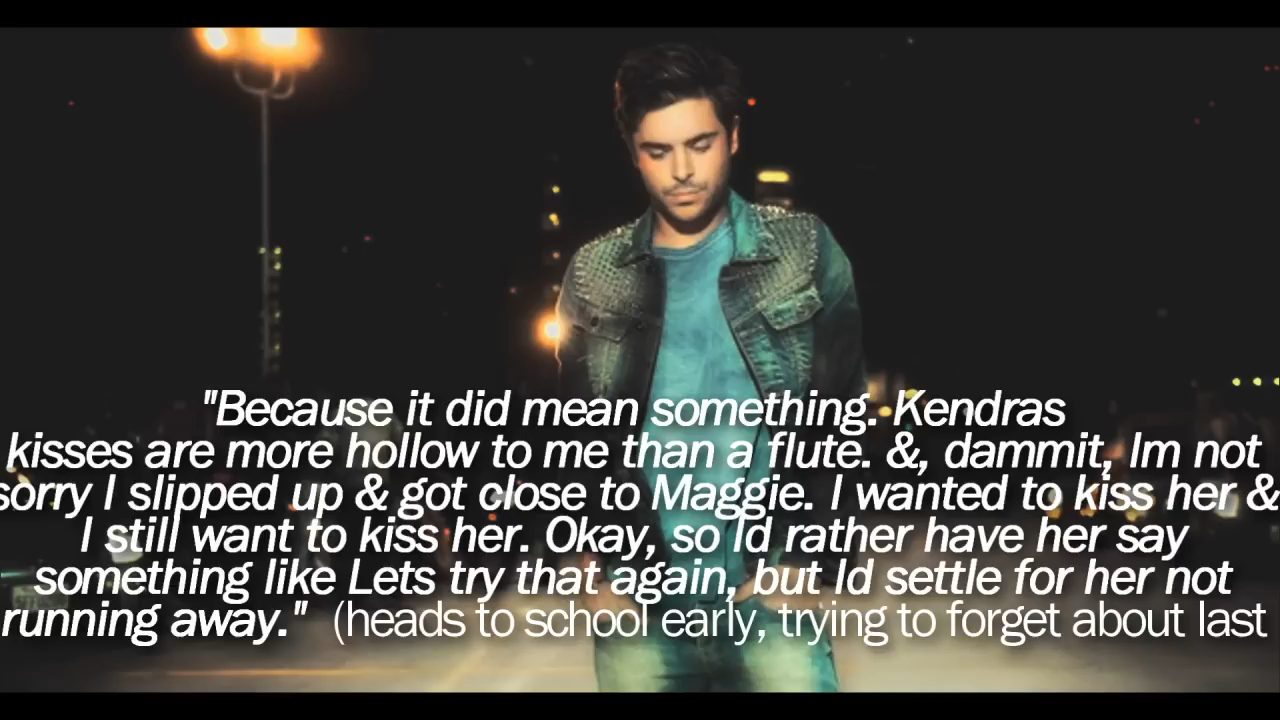 "Because it did mean something. Kendras
kisses are more hollow to me than a flute. &, dammit, Im not
sorry I slipped up & got close to Maggie. I wanted to kiss her &
I still want to kiss her. Okay, so Id rather have her say
something like Lets try that again, but Id settle for her not
running away." (heads to school early, trying to forget about last